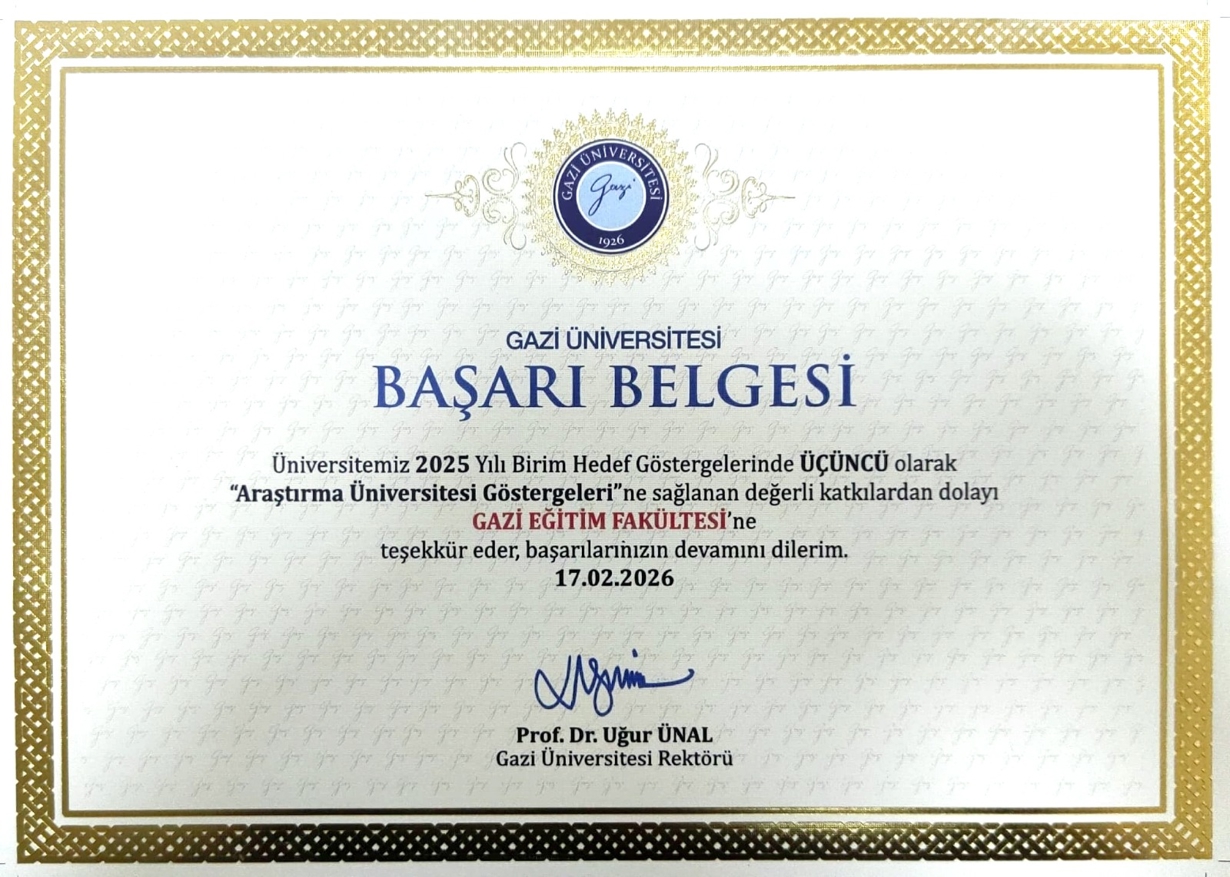 GAZİ ÜNİVERSİTESİ
Gazi
1926
GAZİ ÜNİVERSİTESİ
BAŞARI BELGESİ
Üniversitemiz 2025 Yılı Birim Hedef Göstergelerinde ÜÇÜNCÜ olarak
“Araştırma Üniversitesi Göstergeleri”ne sağlanan değerli katkılardan dolayı
GAZİ EĞİTİM FAKÜLTESİ’ne
teşekkür eder, başarılarınızın devamını dilerim.
17.02.2026
Prof. Dr. Uğur ÜNAL
Gazi Üniversitesi Rektörü